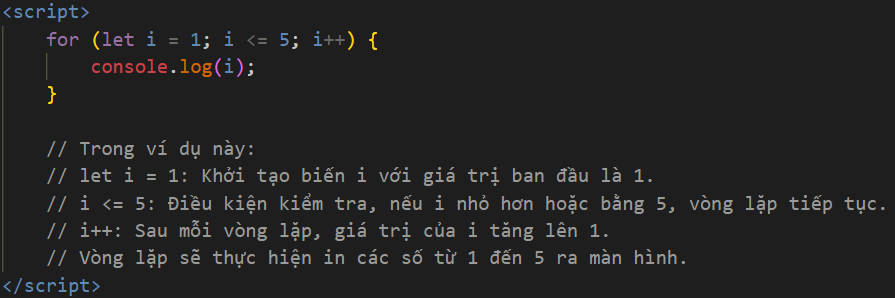 <script>
for (let i = 1; i <= 5; i++) {
console.log(i);
}
// Trong ví dụ này:
// let i = 1: Khởi tạo biến i với giá trị ban đầu là 1.
// i <= 5: Điều kiện kiểm tra, nếu i nhỏ hơn hoặc bằng 5, vòng lặp tiếp tục.
// i++: Sau mỗi vòng lặp, giá trị của i tăng lên 1.
// Vòng lặp sẽ thực hiện in các số từ 1 đến 5 ra màn hình.
</script>